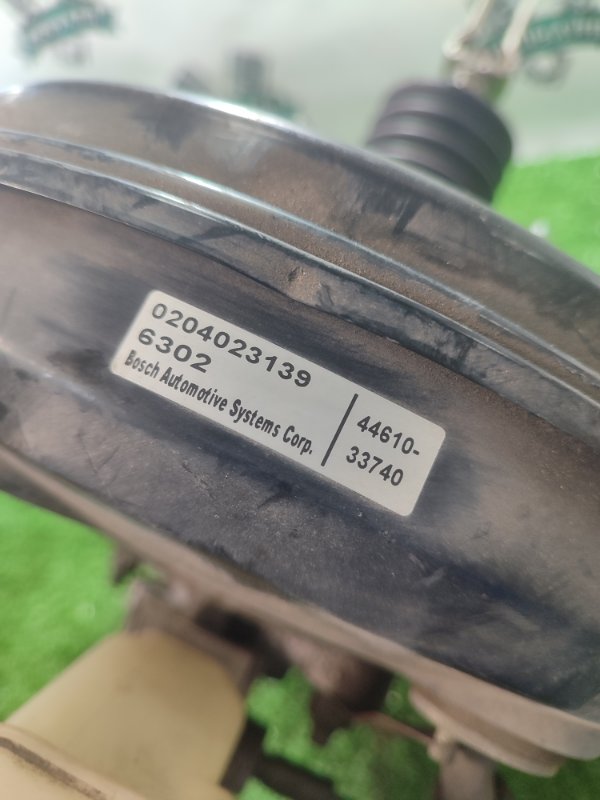 0204023139
6302
Bosch Automotive Systems Corp.
44610-
33740